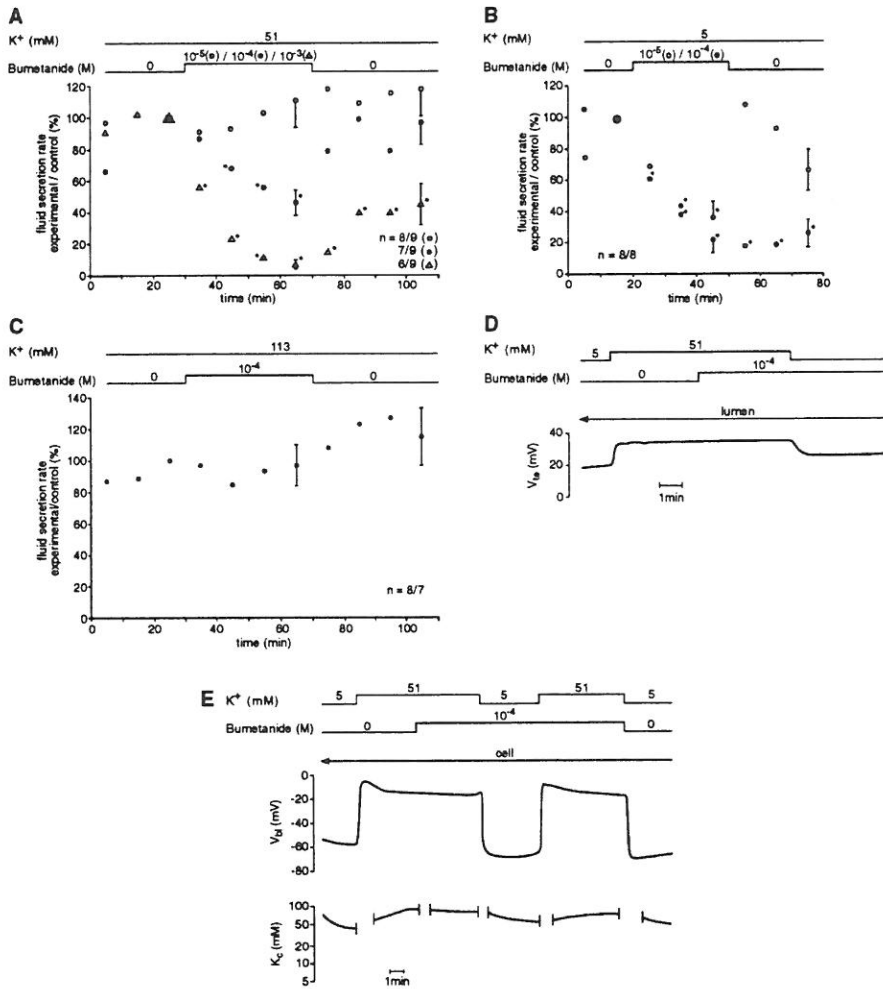 A
K+ (mM)
51
Bumetanide (M)
0
10-5(o) / 10-4(●) / 10-3(△)
0
120
100
80
60
40
20
0
fluid secretion rate
experimental / control (%)
n = 8/9 (o)
7/9 (●)
6/9 (△)
0 20 40 60 80 100
time (min)
B
K+ (mM)
5
Bumetanide (M)
0
10-5(o) / 10-4(●)
0
120
100
80
60
40
20
0
fluid secretion rate
experimental / control (%)
n = 8/8
0 20 40 60 80
time (min)
C
K+ (mM)
113
Bumetanide (M)
0
10-4
0
140
120
100
80
60
40
20
0
fluid secretion rate
experimental/control (%)
n = 8/7
0 20 40 60 80 100
time (min)
D
K+ (mM)
5
51
Bumetanide (M)
0
10-4
lumen
Vte (mV)
40
20
0
1min
E
K+ (mM)
5
51
5
51
5
Bumetanide (M)
0
10-4
0
cell
Vbl (mV)
0
-20
-40
-60
-80
Kc (mM)
100
50
20
10
5
1min